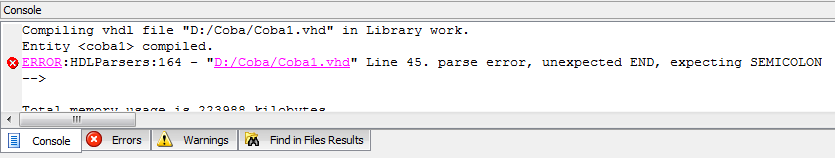 Console
Compiling vhdl file "D:/Coba/Coba1.vhd" in Library work.
Entity <coba1> compiled.
ERROR:HDLParsers:164 - "D:/Coba/Coba1.vhd" Line 45. parse error, unexpected END, expecting SEMICOLON
-->
Total memory usage is 223988 kilobytes
Console Errors Warnings Find in Files Results